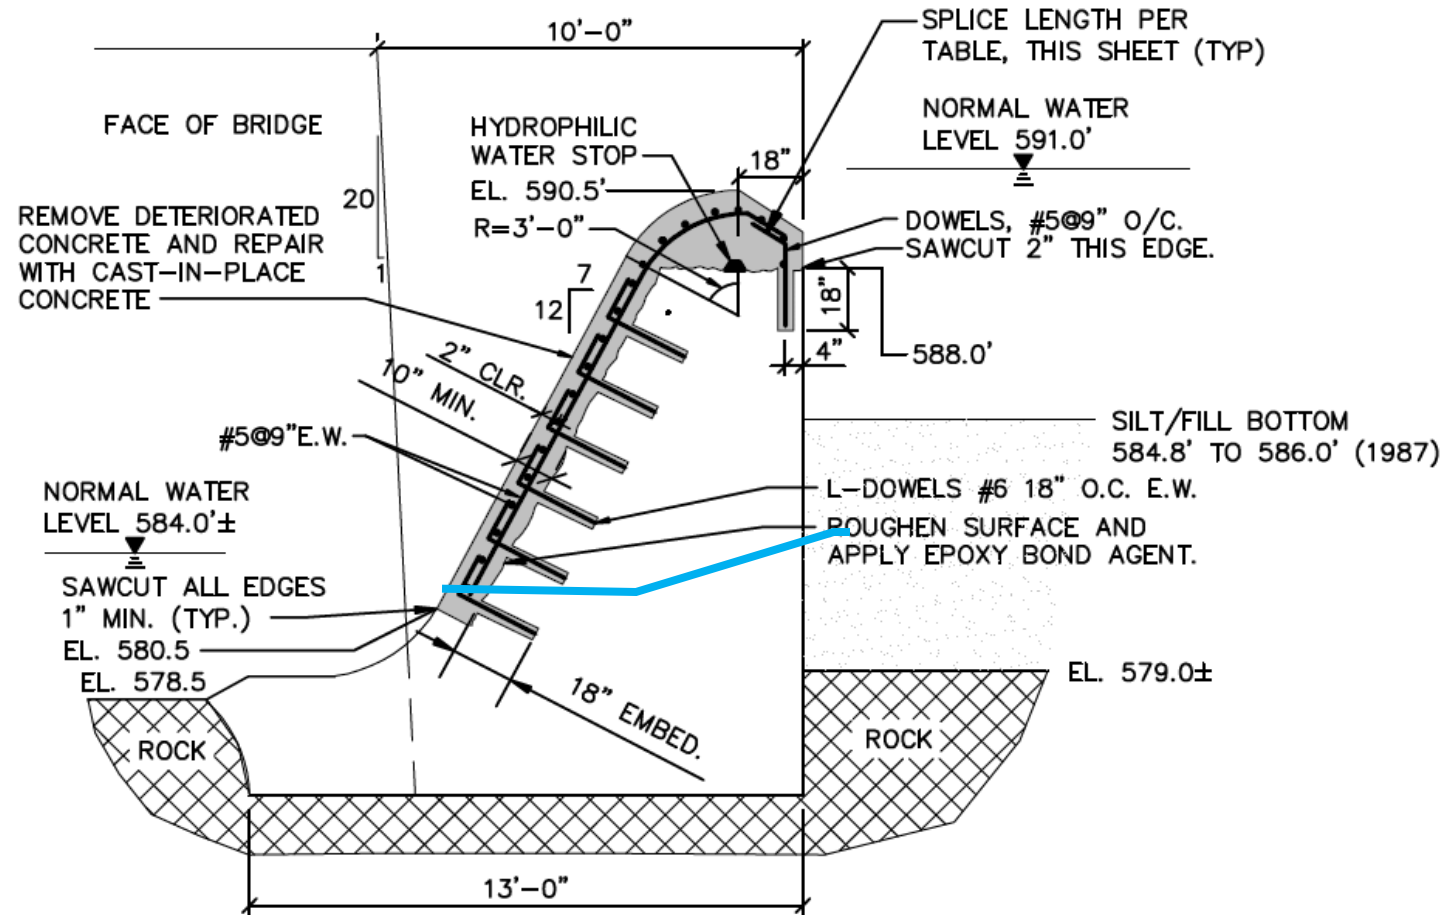 10'-0"
SPLICE LENGTH PER
TABLE, THIS SHEET (TYP)
FACE OF BRIDGE
HYDROPHILIC
WATER STOP
EL. 590.5'
R=3'-0"
18"
NORMAL WATER
LEVEL 591.0'
20
1
REMOVE DETERIORATED
CONCRETE AND REPAIR
WITH CAST-IN-PLACE
CONCRETE
7
12
DOWELS, #5@9" O/C.
SAWCUT 2" THIS EDGE.
18"
4"
588.0'
2" CLR.
10" MIN.
#5@9"E.W.
SILT/FILL BOTTOM
584.8' TO 586.0' (1987)
NORMAL WATER
LEVEL 584.0'±
L-DOWELS #6 18" O.C. E.W.
ROUGHEN SURFACE AND
APPLY EPOXY BOND AGENT.
SAWCUT ALL EDGES
1" MIN. (TYP.)
EL. 580.5
EL. 578.5
EL. 579.0±
18" EMBED.
ROCK
ROCK
13'-0"